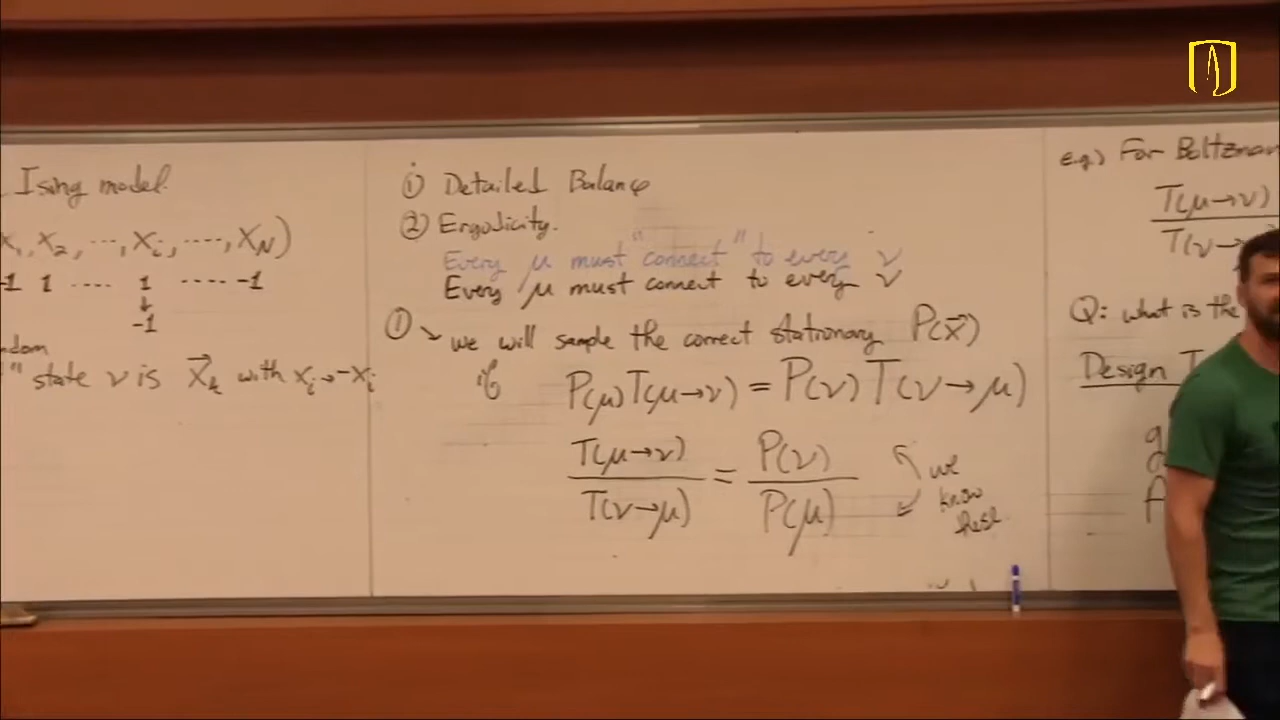 Ising model.
x₁, x₂, ..., xᵢ, ...., x_N)
-1 1 .... 1 ..... -1
↓
-1
ndom
" state ν is x⃗ₖ with xᵢ → -xᵢ
① Detailed Balance
② Ergodicity.
Every μ must "connect" to every ν
Every μ must connect to every ν
① ↘ we will sample the correct stationary P(x⃗)
if P(μ)T(μ→ν) = P(ν)T(ν→μ)
T(μ→ν) / T(ν→μ) = P(ν) / P(μ)
we
know
these
e.g.) For Boltzman
T(μ→ν)
T(ν→
Q: what is the
Design T
g
A